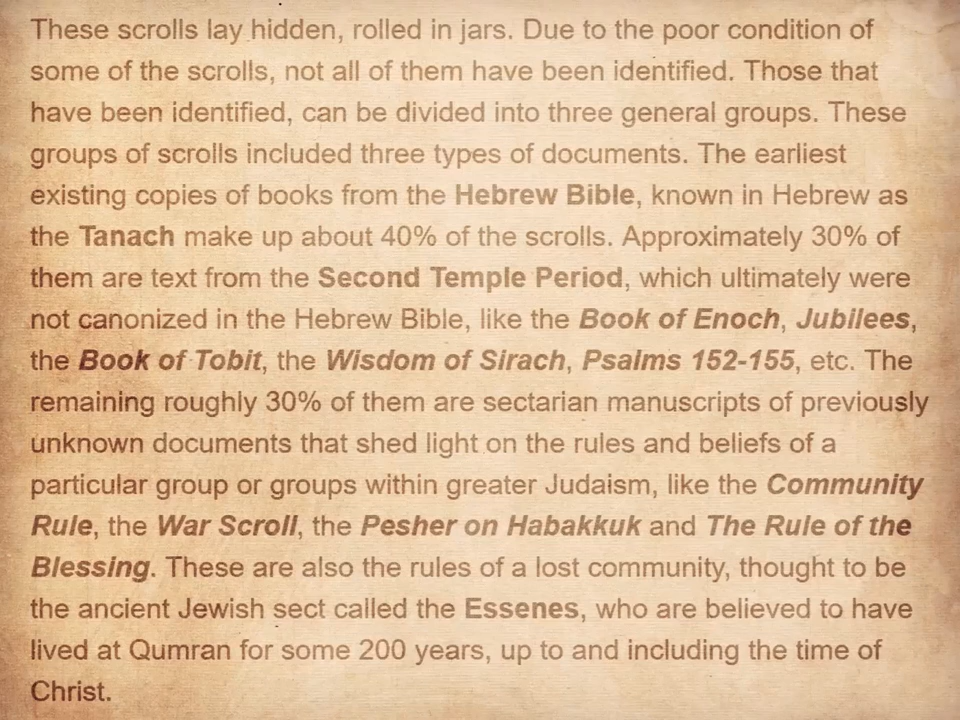 These scrolls lay hidden, rolled in jars. Due to the poor condition of
some of the scrolls, not all of them have been identified. Those that
have been identified, can be divided into three general groups. These
groups of scrolls included three types of documents. The earliest
existing copies of books from the Hebrew Bible, known in Hebrew as
the Tanach make up about 40% of the scrolls. Approximately 30% of
them are text from the Second Temple Period, which ultimately were
not canonized in the Hebrew Bible, like the Book of Enoch, Jubilees,
the Book of Tobit, the Wisdom of Sirach, Psalms 152-155, etc. The
remaining roughly 30% of them are sectarian manuscripts of previously
unknown documents that shed light on the rules and beliefs of a
particular group or groups within greater Judaism, like the Community
Rule, the War Scroll, the Pesher on Habakkuk and The Rule of the
Blessing. These are also the rules of a lost community, thought to be
the ancient Jewish sect called the Essenes, who are believed to have
lived at Qumran for some 200 years, up to and including the time of
Christ.